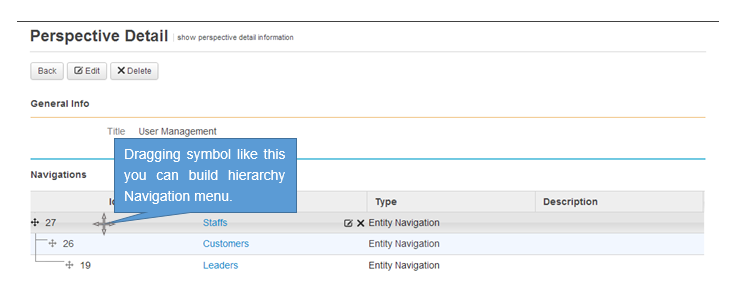 Perspective Detail show perspective detail information
Back Edit Delete
General Info
Title User Management
Dragging symbol like this
you can build hierarchy
Navigation menu.
Navigations
Type Description
27 Staffs Entity Navigation
26 Customers Entity Navigation
19 Leaders Entity Navigation